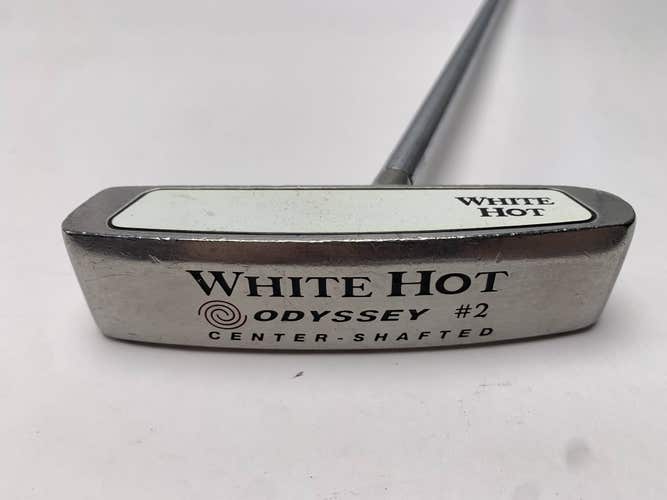 WHITE
HOT
WHITE HOT
ODYSSEY #2
CENTER-SHAFTED